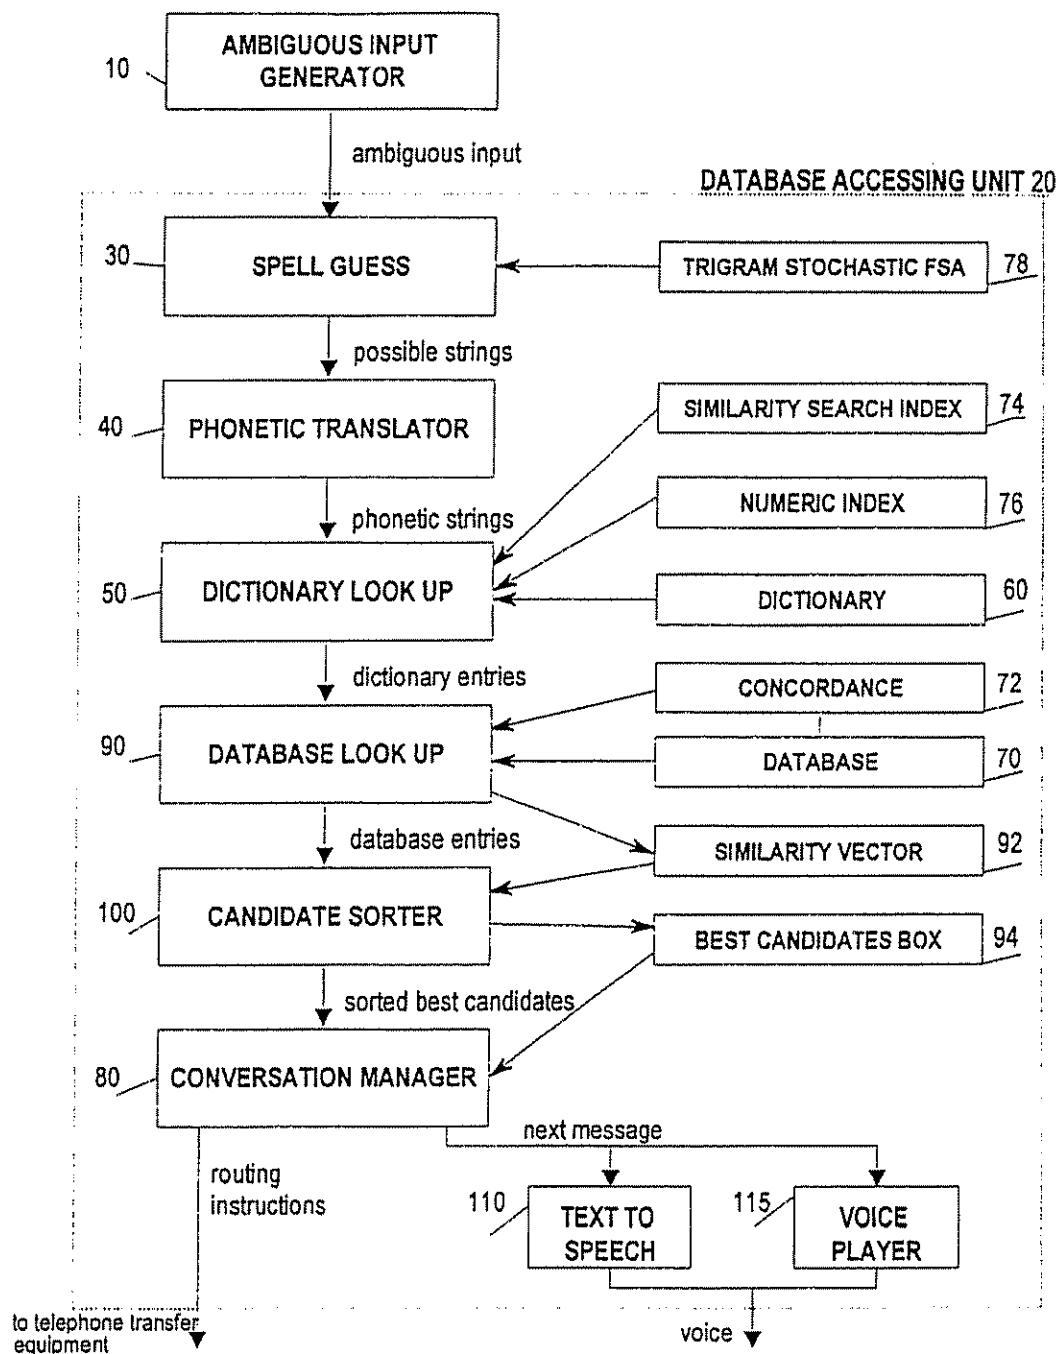 AMBIGUOUS INPUT
GENERATOR
10
ambiguous input
DATABASE ACCESSING UNIT 20
30
SPELL GUESS
TRIGRAM STOCHASTIC FSA
78
possible strings
40
PHONETIC TRANSLATOR
SIMILARITY SEARCH INDEX
74
NUMERIC INDEX
76
phonetic strings
50
DICTIONARY LOOK UP
DICTIONARY
60
dictionary entries
CONCORDANCE
72
90
DATABASE LOOK UP
DATABASE
70
database entries
SIMILARITY VECTOR
92
100
CANDIDATE SORTER
BEST CANDIDATES BOX
94
sorted best candidates
80
CONVERSATION MANAGER
next message
routing
instructions
110
TEXT TO
SPEECH
115
VOICE
PLAYER
to telephone transfer
equipment
voice